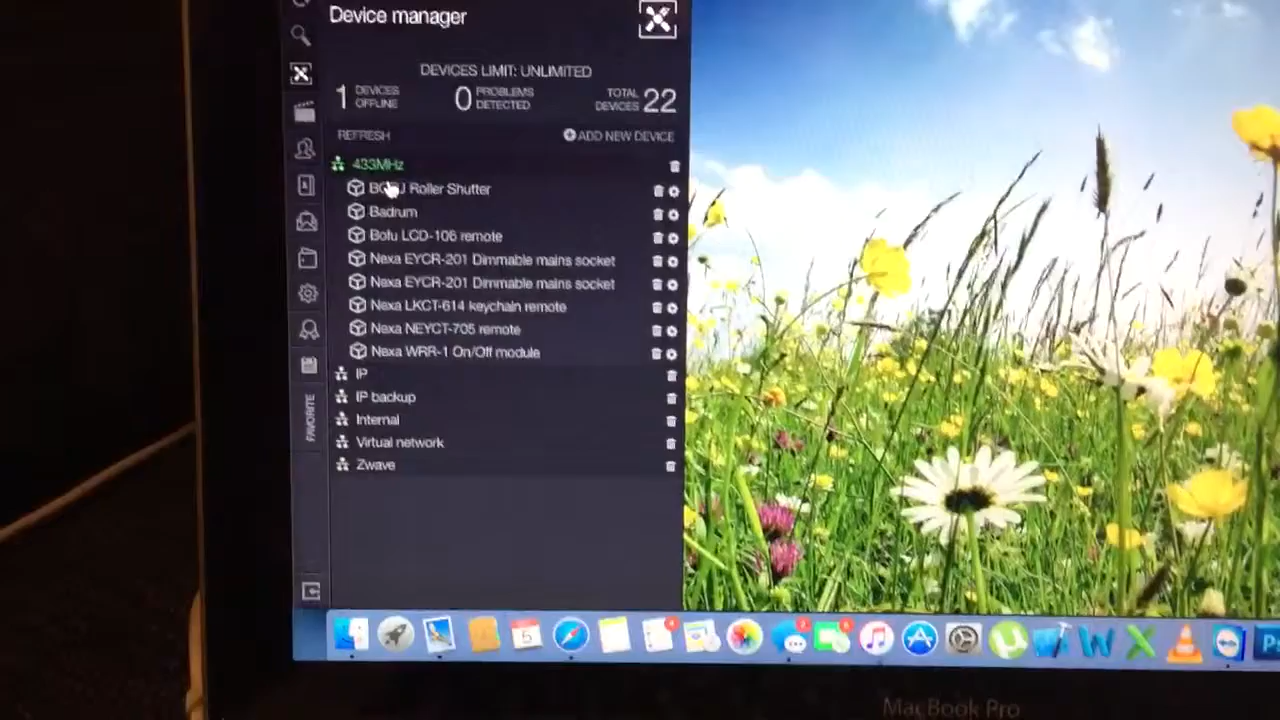 Device manager
DEVICES LIMIT: UNLIMITED
1 DEVICES OFFLINE
0 PROBLEMS DETECTED
TOTAL DEVICES 22
REFRESH
ADD NEW DEVICE
433MHz
Roller Shutter
Badrum
Bofu LCD-106 remote
Nexa EYCR-201 Dimmable mains socket
Nexa EYCR-201 Dimmable mains socket
Nexa LKCT-614 keychain remote
Nexa NEYCT-705 remote
Nexa WRR-1 On/Off module
IP
IP backup
Internal
Virtual network
Zwave
FAVORITE
5
W
X
Ps
MacBook Pro